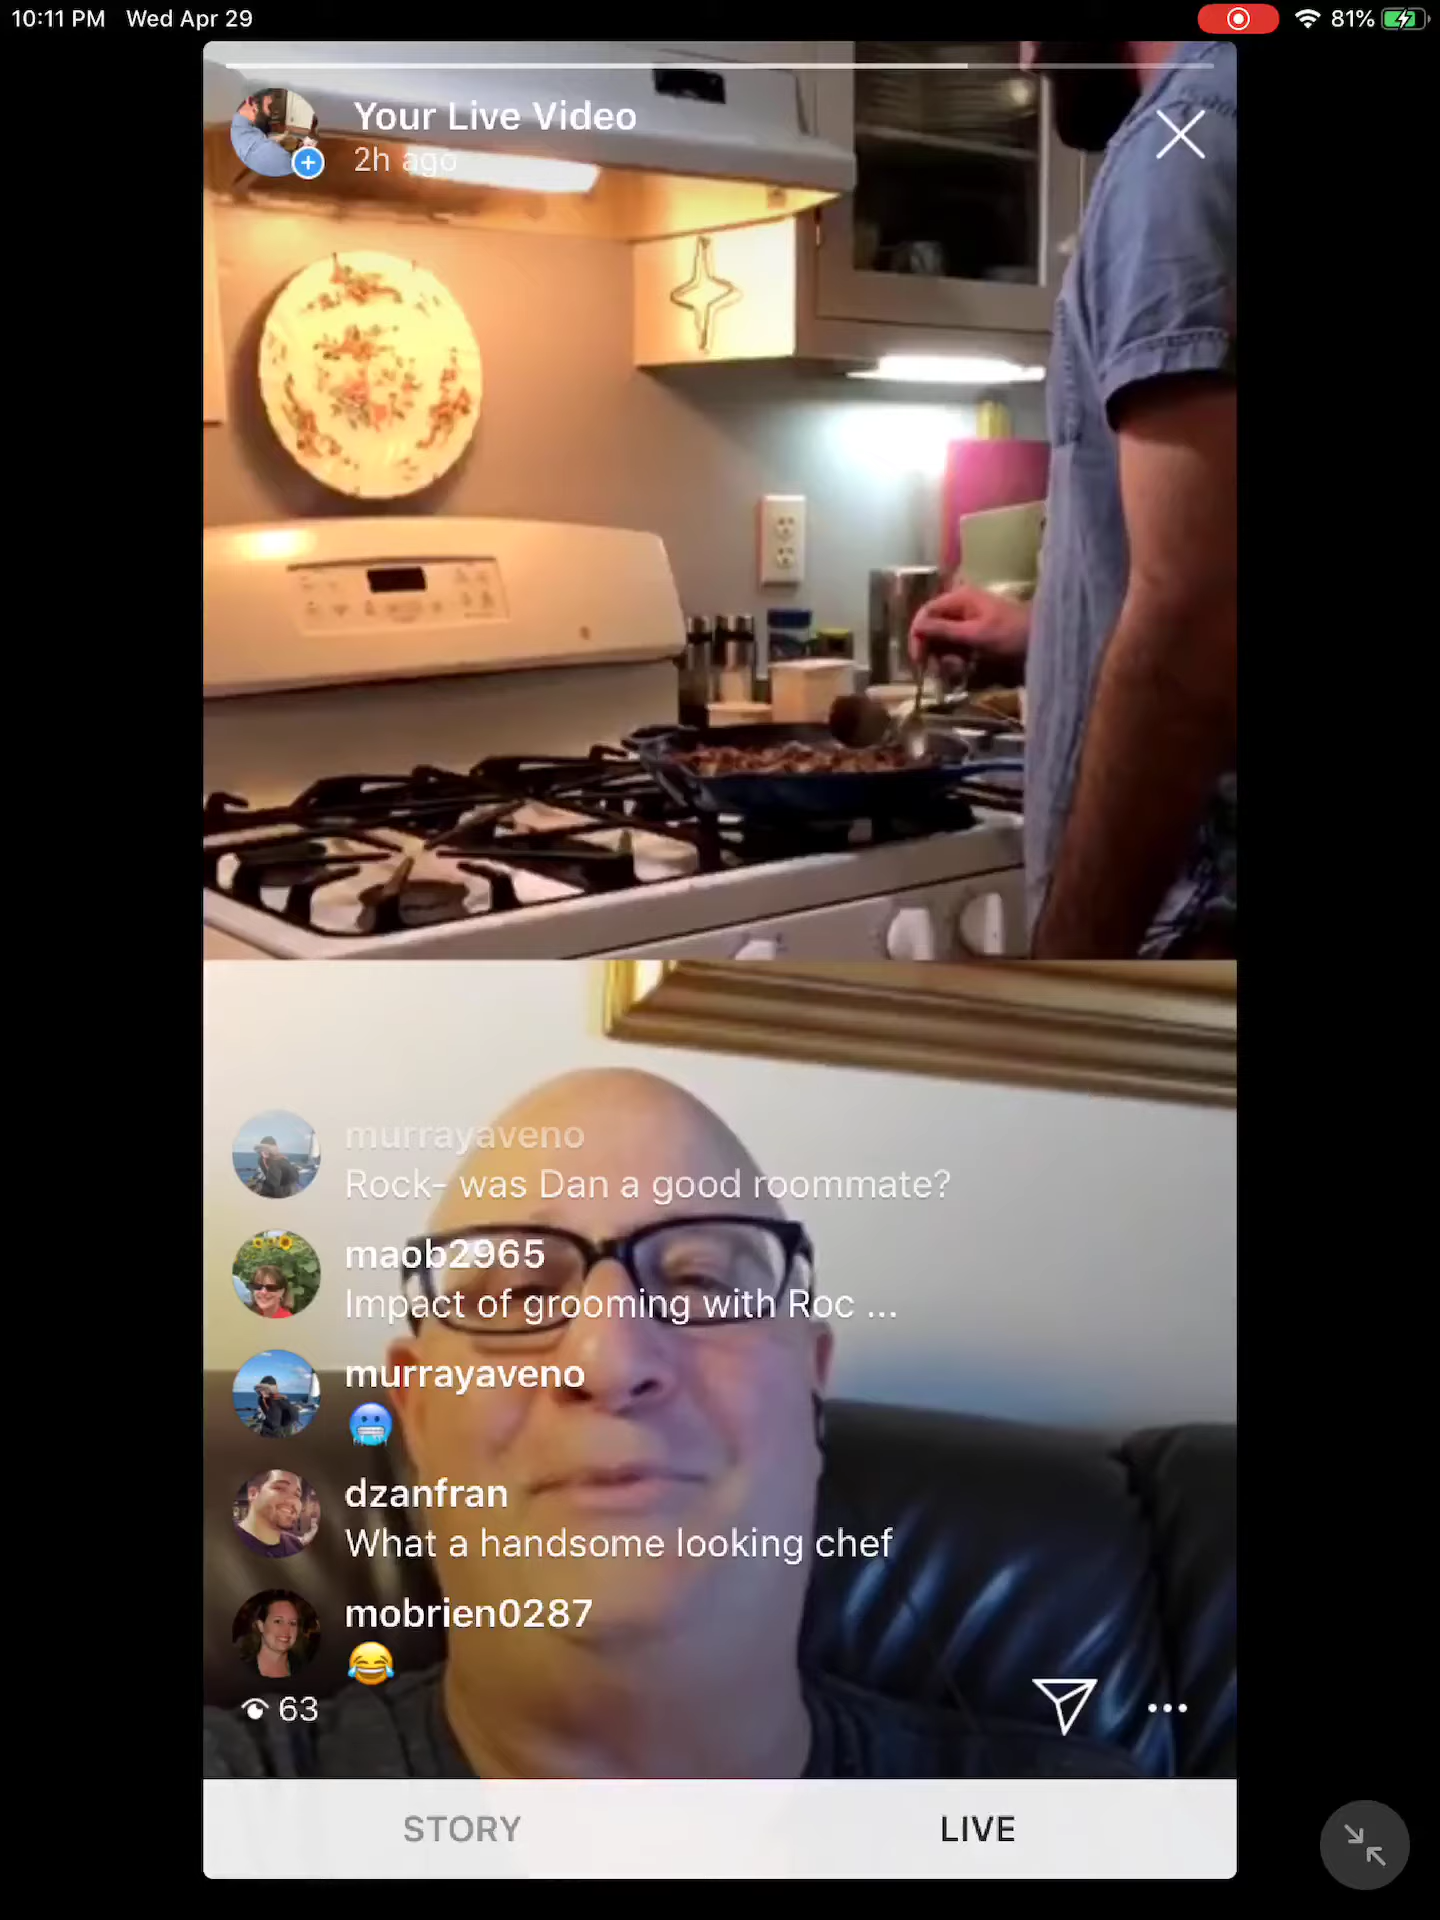 10:11 PM Wed Apr 29
81%
Your Live Video
2h ago
murrayaveno
Rock- was Dan a good roommate?
maob2965
Impact of grooming with Roc ...
murrayaveno
🥶
dzanfran
What a handsome looking chef
mobrien0287
😂
63
STORY LIVE